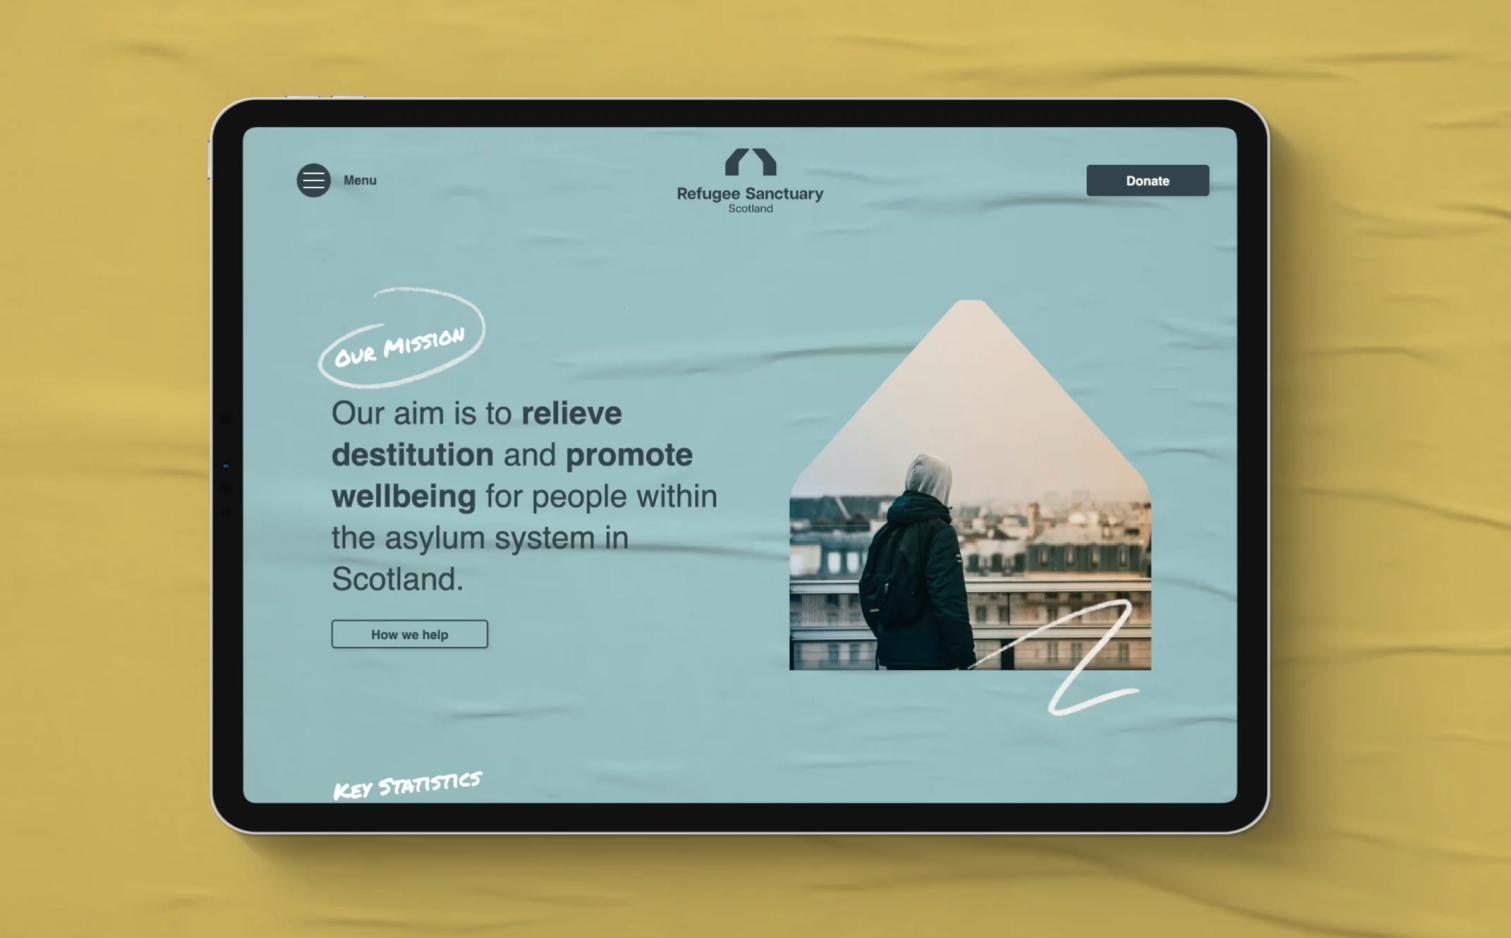 Menu
Refugee Sanctuary
Scotland
Donate
Our Mission
Our aim is to relieve
destitution and promote
wellbeing for people within
the asylum system in
Scotland.
How we help
Key Statistics